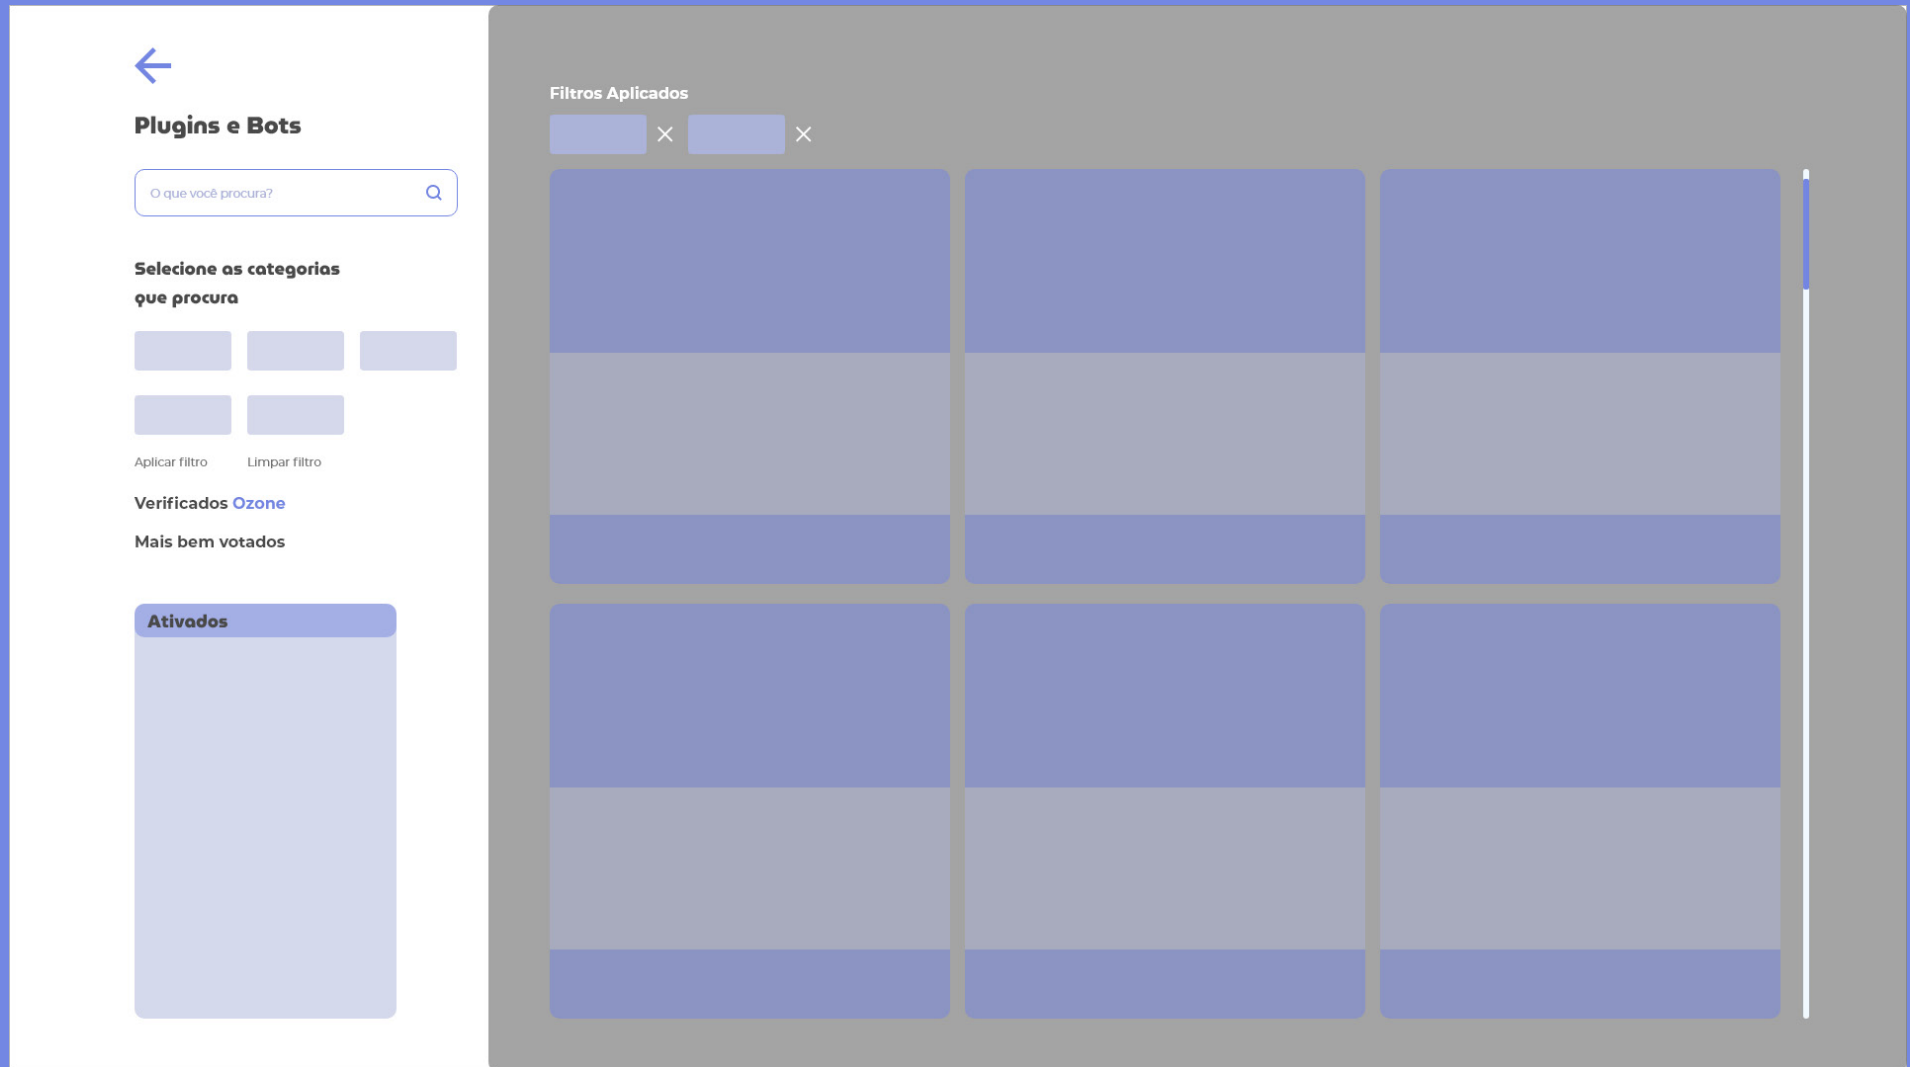 Plugins e Bots
O que você procura?
Selecione as categorias
que procura
Aplicar filtro
Limpar filtro
Verificados Ozone
Mais bem votados
Ativados
Filtros Aplicados